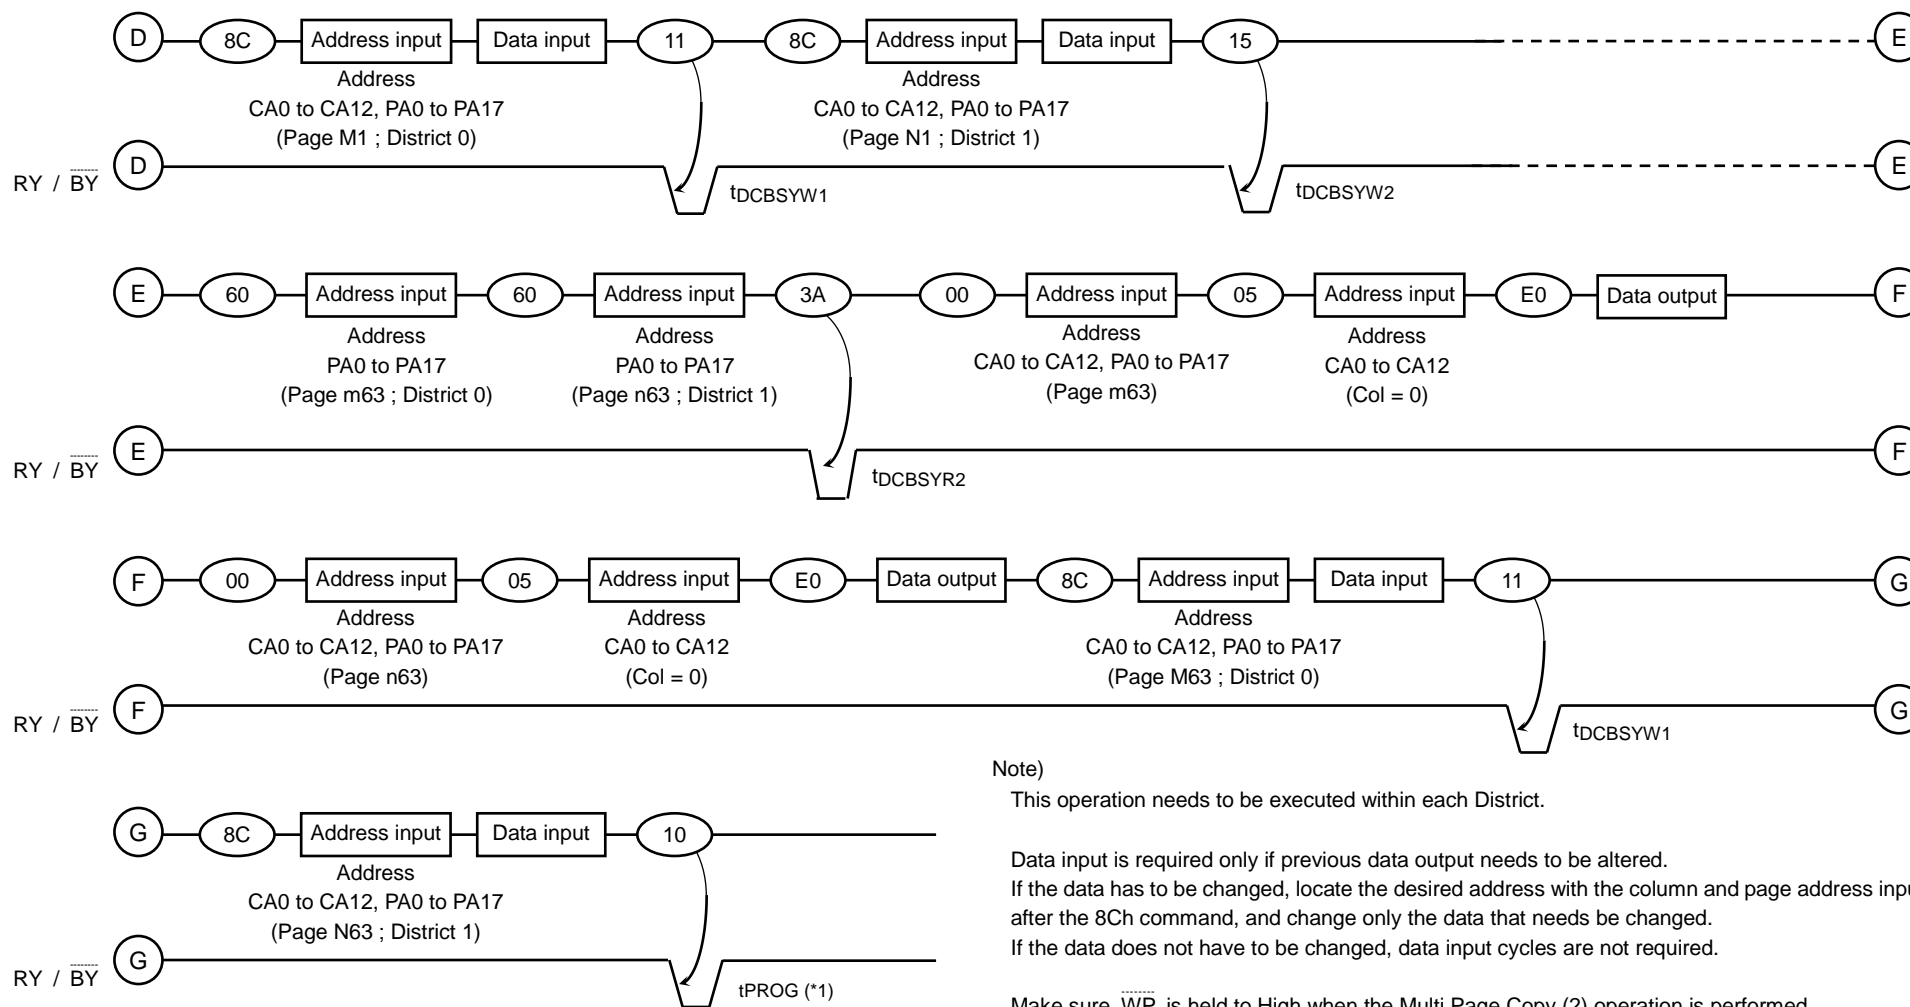 D 8C Address input Data input 11 8C Address input Data input 15 E
Address Address
CA0 to CA12, PA0 to PA17 CA0 to CA12, PA0 to PA17
(Page M1 ; District 0) (Page N1 ; District 1)
RY / BY D E
tDCBSYW1 tDCBSYW2
E 60 Address input 60 Address input 3A 00 Address input 05 Address input E0 Data output F
Address Address Address Address
PA0 to PA17 PA0 to PA17 CA0 to CA12, PA0 to PA17 CA0 to CA12
(Page m63 ; District 0) (Page n63 ; District 1) (Page m63) (Col = 0)
RY / BY E F
tDCBSYR2
F 00 Address input 05 Address input E0 Data output 8C Address input Data input 11 G
Address Address Address
CA0 to CA12, PA0 to PA17 CA0 to CA12 CA0 to CA12, PA0 to PA17
(Page n63) (Col = 0) (Page M63 ; District 0)
RY / BY F G
tDCBSYW1
G 8C Address input Data input 10
Address
CA0 to CA12, PA0 to PA17
(Page N63 ; District 1)
RY / BY G
tPROG (*1)
Note)
This operation needs to be executed within each District.
Data input is required only if previous data output needs to be altered.
If the data has to be changed, locate the desired address with the column and page address
after the 8Ch command, and change only the data that needs be changed.
If the data does not have to be changed, data input cycles are not required.
Make sure WP is held to High when the Multi Page Copy (2) operation is performed.